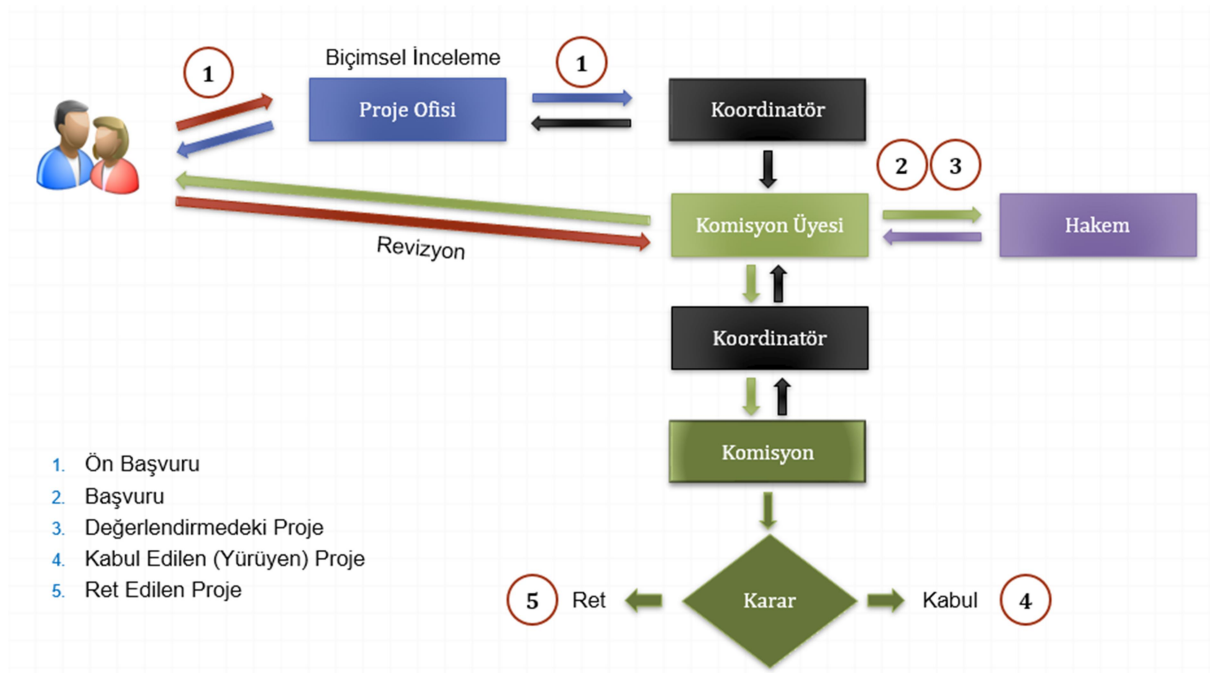 1
Biçimsel İnceleme
1
Proje Ofisi
Koordinatör
2 3
Komisyon Üyesi
Hakem
Revizyon
Koordinatör
Komisyon
1. Ön Başvuru
2. Başvuru
3. Değerlendirmedeki Proje
4. Kabul Edilen (Yürüyen) Proje
5. Ret Edilen Proje
5 Ret
Karar
Kabul 4